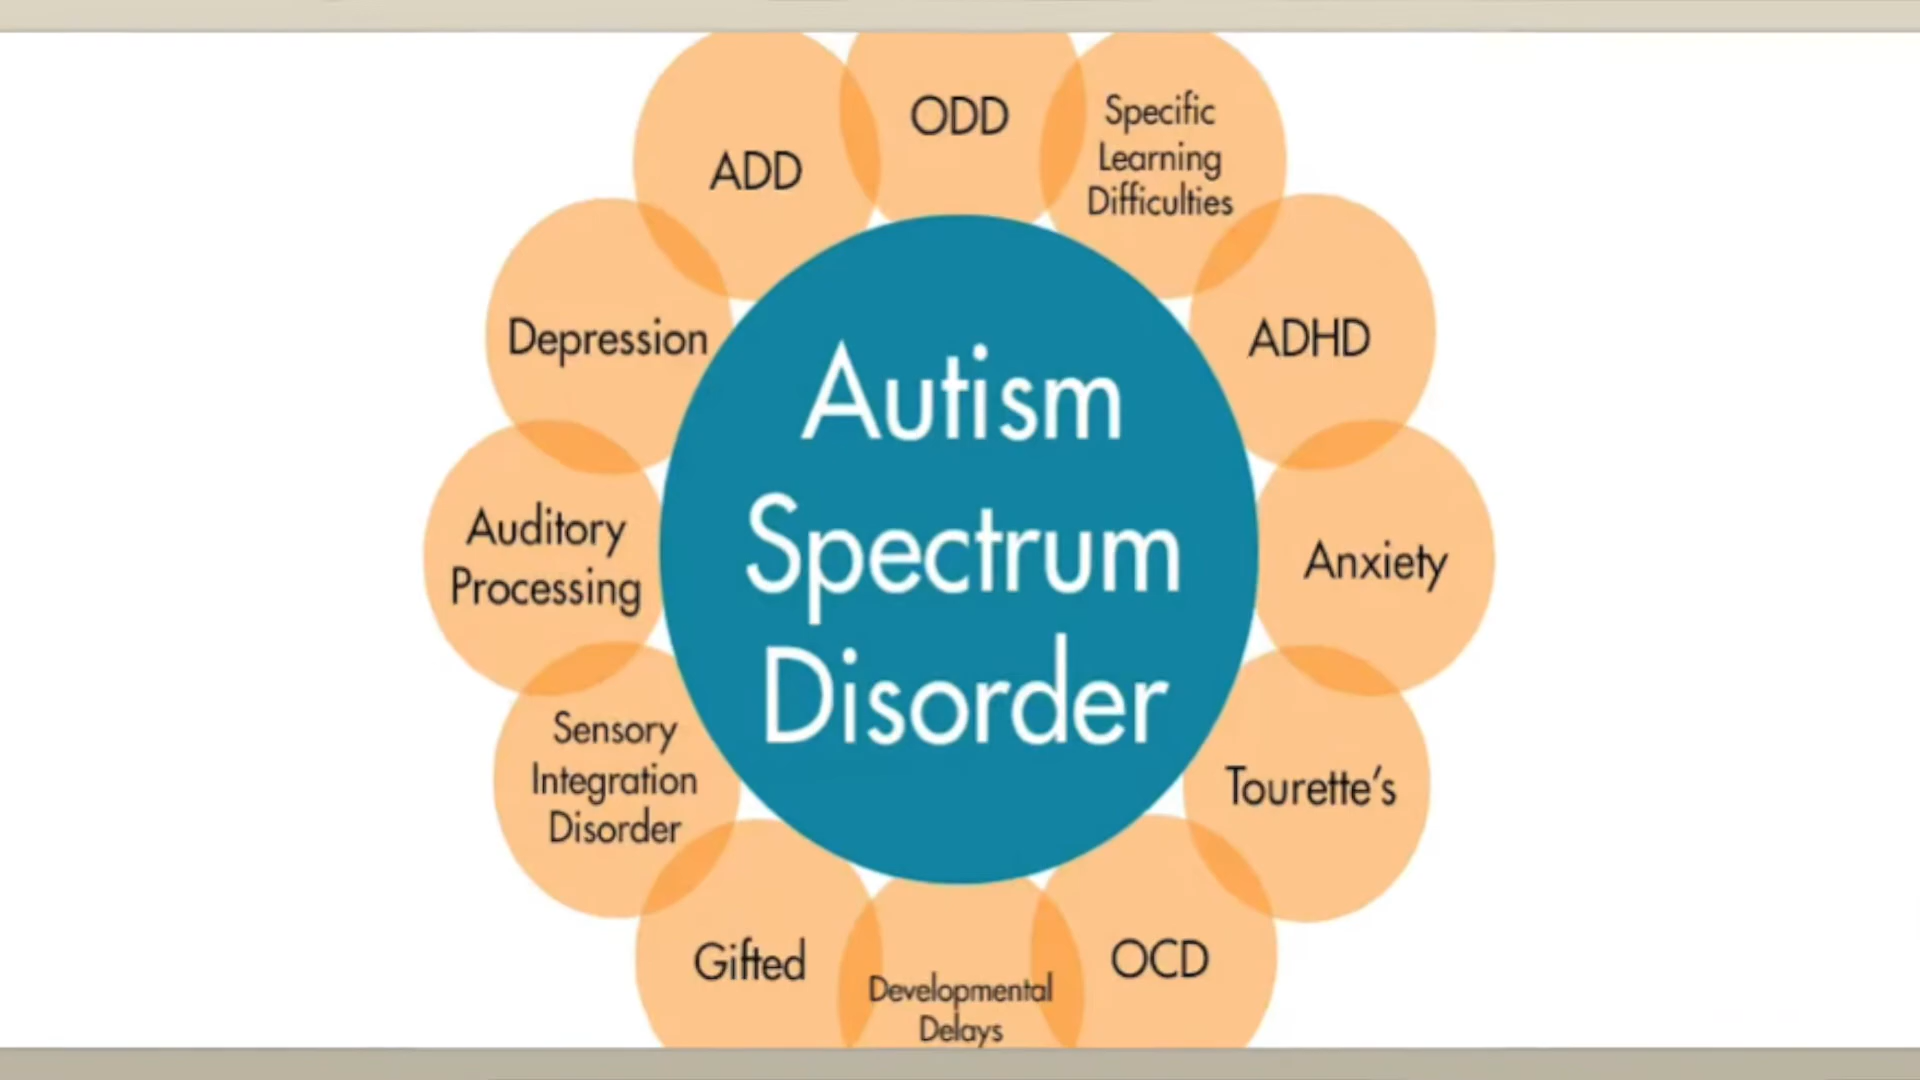 ODD
Specific
Learning
Difficulties
ADD
ADHD
Depression
Autism
Spectrum
Disorder
Anxiety
Auditory
Processing
Sensory
Integration
Disorder
Tourette's
Gifted
OCD
Developmental
Delays